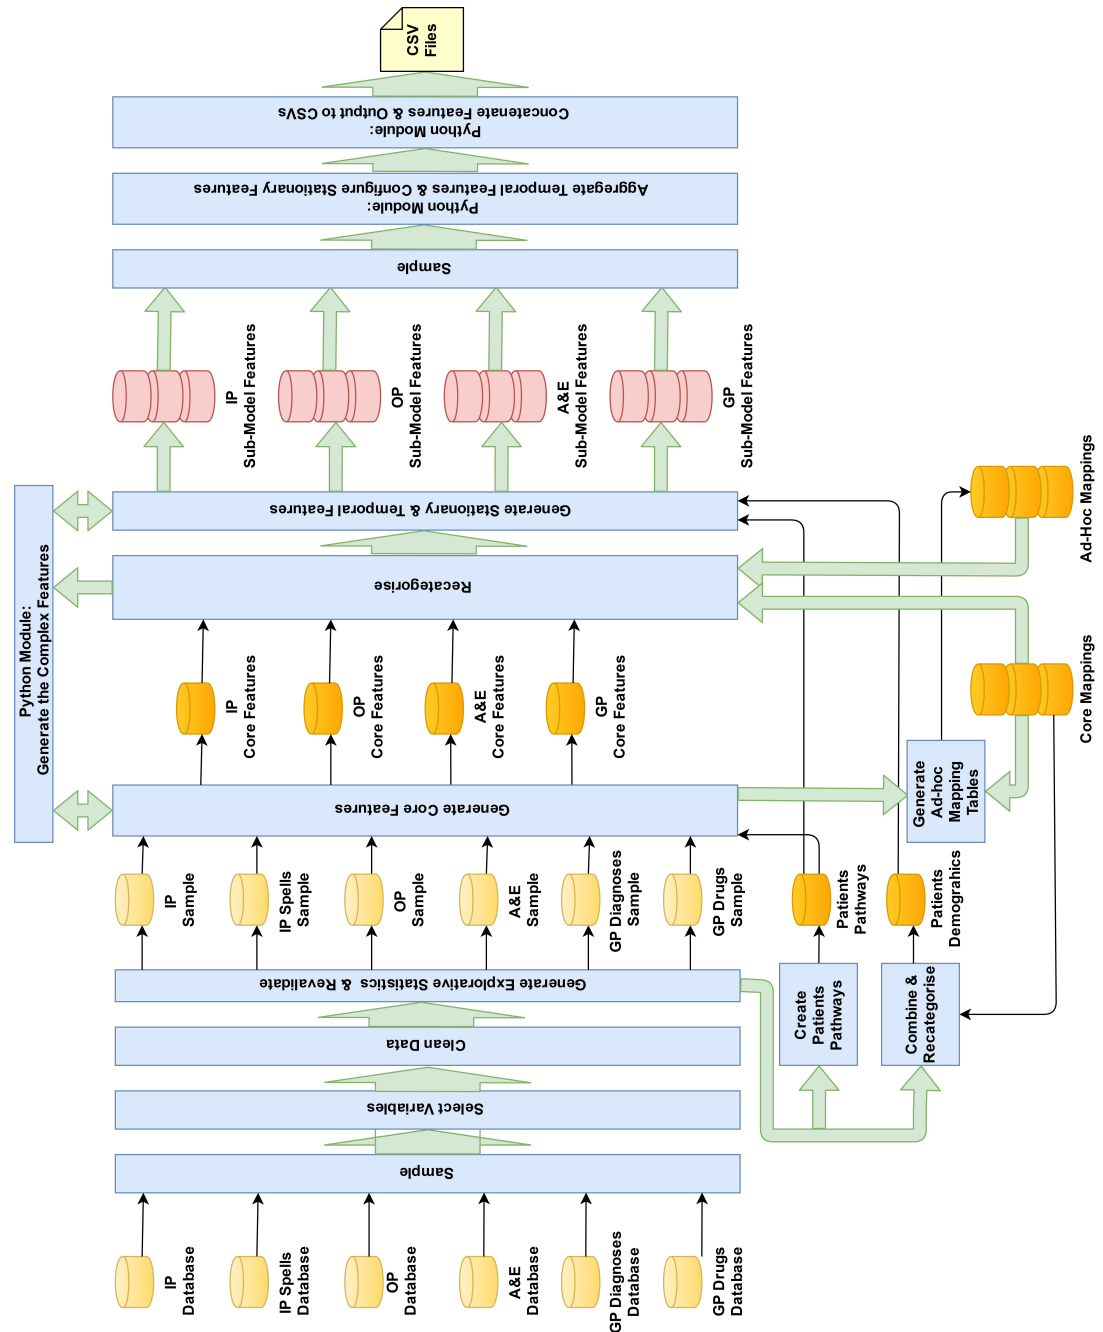 CSV
Files
Python Module:
Concatenate Features & Output to CSVs
Python Module:
Aggregate Temporal Features & Configure Stationary Features
Sample
IP
Sub-Model Features
OP
Sub-Model Features
A&E
Sub-Model Features
GP
Sub-Model Features
Python Module:
Generate the Complex Features
Generate Stationary & Temporal Features
Recategorise
Ad-Hoc Mappings
IP
Core Features
OP
Core Features
A&E
Core Features
GP
Core Features
Core Mappings
Generate Core Features
Generate
Ad-hoc
Mapping
Tables
IP
Sample
IP Spells
Sample
OP
Sample
A&E
Sample
GP Diagnoses
Sample
GP Drugs
Sample
Patients
Pathways
Patients
Demograhics
Generate Explorative Statistics & Revalidate
Create
Patients
Pathways
Combine &
Recategorise
Clean Data
Select Variables
Sample
IP
Database
IP Spells
Database
OP
Database
A&E
Database
GP Diagnoses
Database
GP Drugs
Database